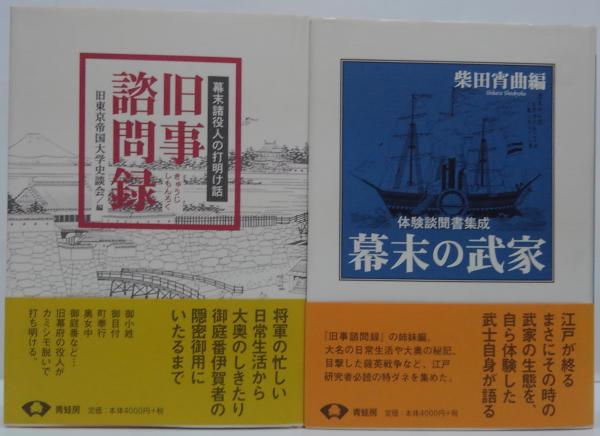 幕末諸役人の打明け話
旧事
諮問録
きゅうじ
しもんろく
旧東京帝国大学史談会/編
将軍の忙しい
日常生活から
大奥のしきたり
御庭番伊賀者の
隠密御用に
いたるまで
御小姓
御目付
町奉行
奥女中
御庭番など…
旧幕府の役人が
カミシモ脱いで
打ち明ける。
青蛙房
定価:本体4000円+税
柴田宵曲編
体験談聞書集成
幕末の武家
江戸が終る
まさにその時の
武家の生態を、
自ら体験した
武士自身が語る
『旧事諮問録』の姉妹編。
大名の日常生活や大奥の秘記、
目撃した薩英戦争など、江戸
研究者必読の特ダネを集めた。
青蛙房
定価:本体4000円+税